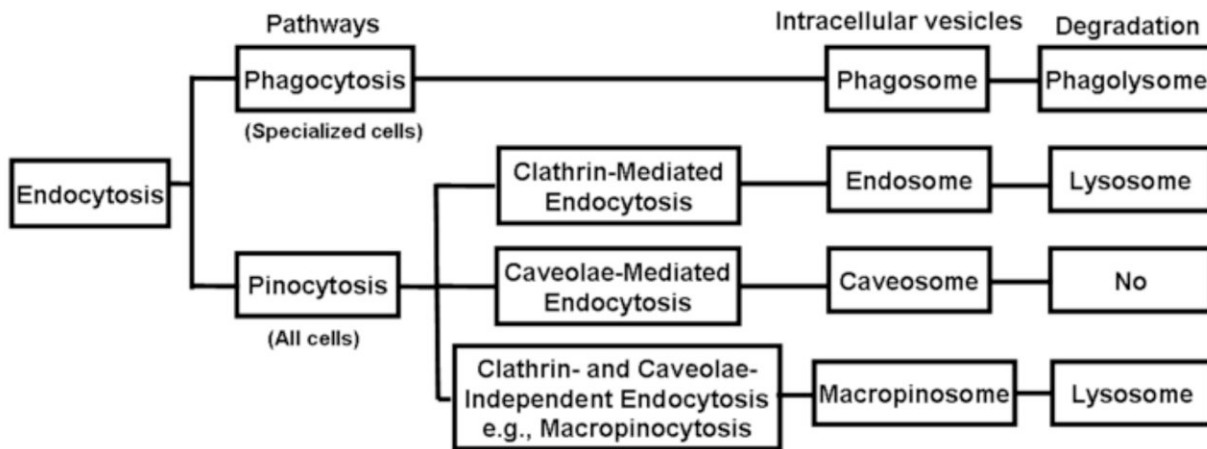 Pathways
Intracellular vesicles
Degradation
Phagocytosis
Phagosome
Phagolysome
(Specialized cells)
Endocytosis
Clathrin-Mediated
Endocytosis
Endosome
Lysosome
Pinocytosis
(All cells)
Caveolae-Mediated
Endocytosis
Caveosome
No
Clathrin- and Caveolae-
Independent Endocytosis
e.g., Macropinocytosis
Macropinosome
Lysosome